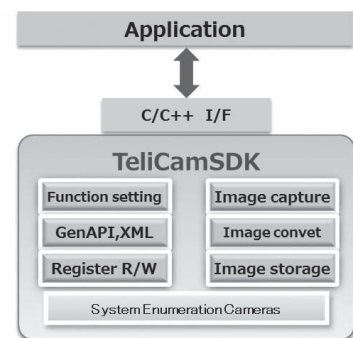 Application
C/C++ I/F
TeliCamSDK
Function setting
Image capture
GenAPI,XML
Image convet
Register R/W
Image storage
System Enumeration Cameras